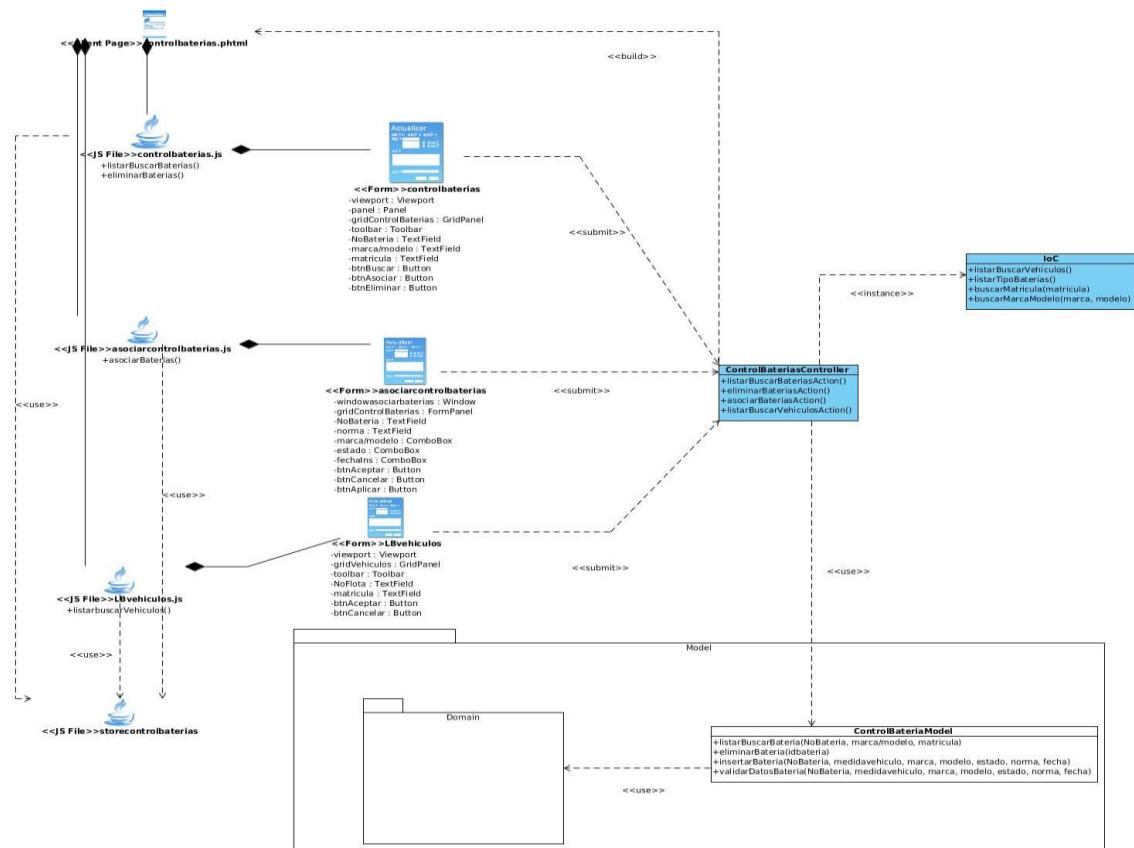 <<Client Page>>controlbaterias.phtml
<<build>>
<<JS File>>controlbaterias.js
+listarBuscarBaterias()
+eliminarBaterias()
Actualizar
<<Form>>controlbaterias
-viewport : Viewport
-panel : Panel
-gridControlBaterias : GridPanel
-toolbar : Toolbar
-NoBateria : TextField
-marca/modelo : TextField
-matricula : TextField
-btnBuscar : Button
-btnAsociar : Button
-btnEliminar : Button
<<submit>>
IoC
+listarBuscarVehiculos()
+listarTipoBaterias()
+buscarMatricula(matricula)
+buscarMarcaModelo(marca, modelo)
<<instance>>
<<JS File>>asociarcontrolbaterias.js
+asociarBaterias()
Actualizar
<<Form>>asociarcontrolbaterias
-windowasociarbaterias : Window
-gridControlBaterias : FormPanel
-NoBateria : TextField
-norma : TextField
-marca/modelo : ComboBox
-estado : ComboBox
-fechaIns : ComboBox
-btnAceptar : Button
-btnCancelar : Button
-btnAplicar : Button
<<submit>>
ControlBateriasController
+listarBuscarBateriasAction()
+eliminarBateriasAction()
+asociarBateriasAction()
+listarBuscarVehiculosAction()
<<use>>
<<use>>
Actualizar
<<Form>>LBvehiculos
-viewport : Viewport
-gridVehiculos : GridPanel
-toolbar : Toolbar
-NoFlota : TextField
-matricula : TextField
-btnAceptar : Button
-btnCancelar : Button
<<submit>>
<<use>>
<<JS File>>LBvehiculos.js
+listarbuscarVehiculos()
<<use>>
<<JS File>>storecontrolbaterias
Model
Domain
ControlBateriaModel
+listarBuscarBateria(NoBateria, marca/modelo, matricula)
+eliminarBateria(idbateria)
+insertarBateria(NoBateria, medidavehiculo, marca, modelo, estado, norma, fecha)
+validarDatosBateria(NoBateria, medidavehiculo, marca, modelo, estado, norma, fecha)
<<use>>